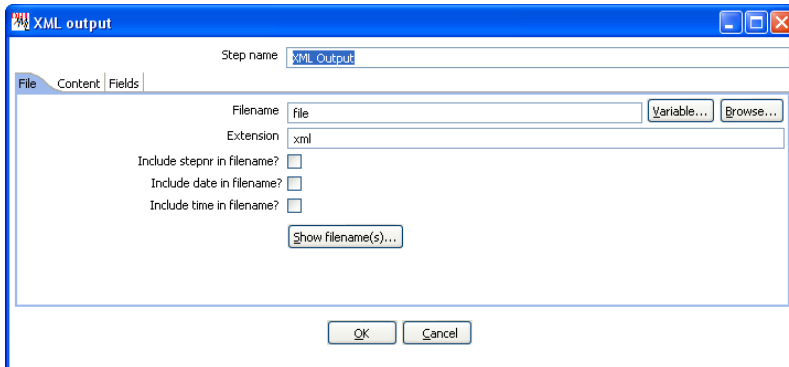 XML output
Step name XML Output
File Content Fields
Filename file Variable... Browse...
Extension xml
Include stepnr in filename?
Include date in filename?
Include time in filename?
Show filename(s)...
OK Cancel